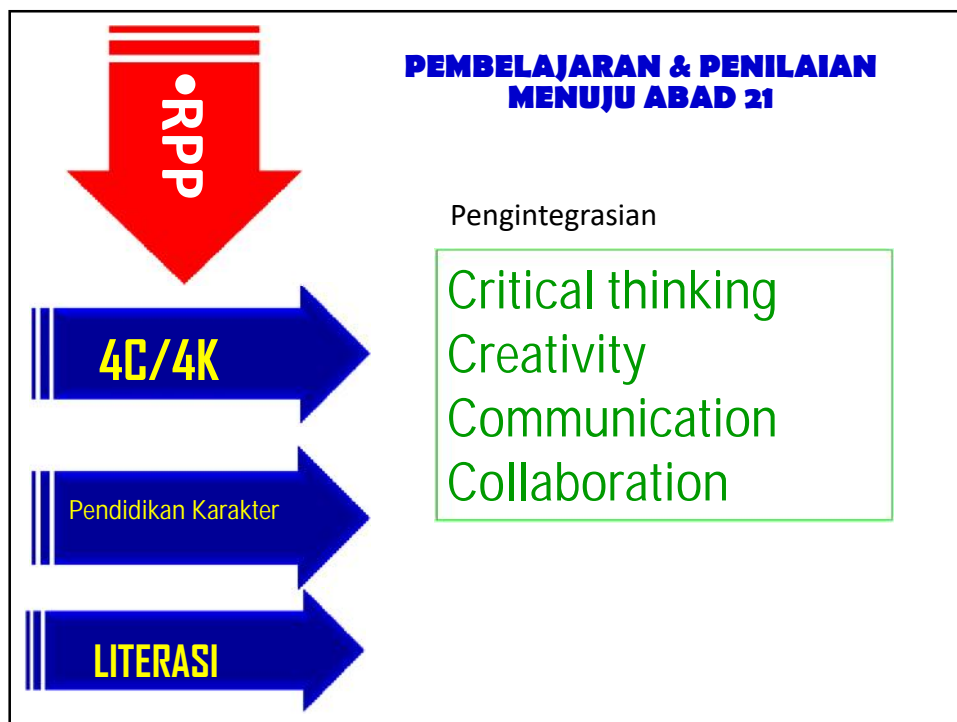 PEMBELAJARAN & PENILAIAN
MENUJU ABAD 21
•RPP
Pengintegrasian
Critical thinking
Creativity
Communication
Collaboration
4C/4K
Pendidikan Karakter
LITERASI